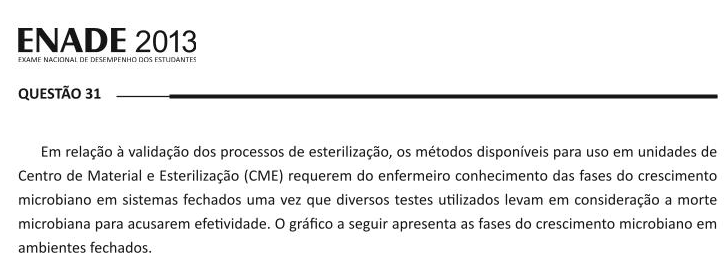 ENADE 2013
EXAME NACIONAL DE DESEMPENHO DOS ESTUDANTES
QUESTÃO 31
Em relação à validação dos processos de esterilização, os métodos disponíveis para uso em unidades de
Centro de Material e Esterilização (CME) requerem do enfermeiro conhecimento das fases do crescimento
microbiano em sistemas fechados uma vez que diversos testes utilizados levam em consideração a morte
microbiana para acusarem efetividade. O gráfico a seguir apresenta as fases do crescimento microbiano em
ambientes fechados.